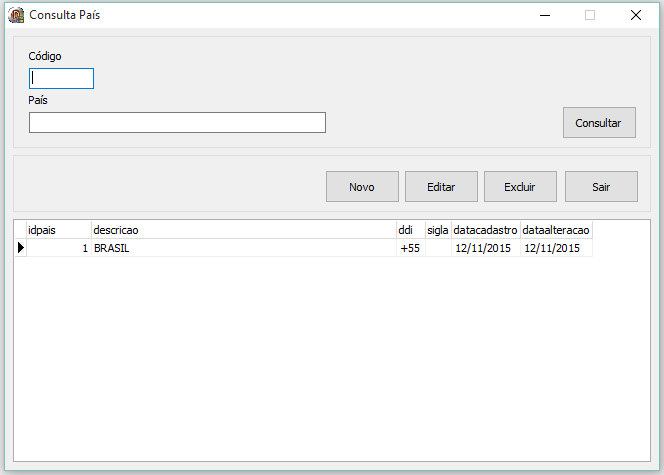 Consulta País
Código
País
Consultar
Novo Editar Excluir Sair
idpais descricao ddi sigla datacadastro dataalteracao
1 BRASIL +55 12/11/2015 12/11/2015